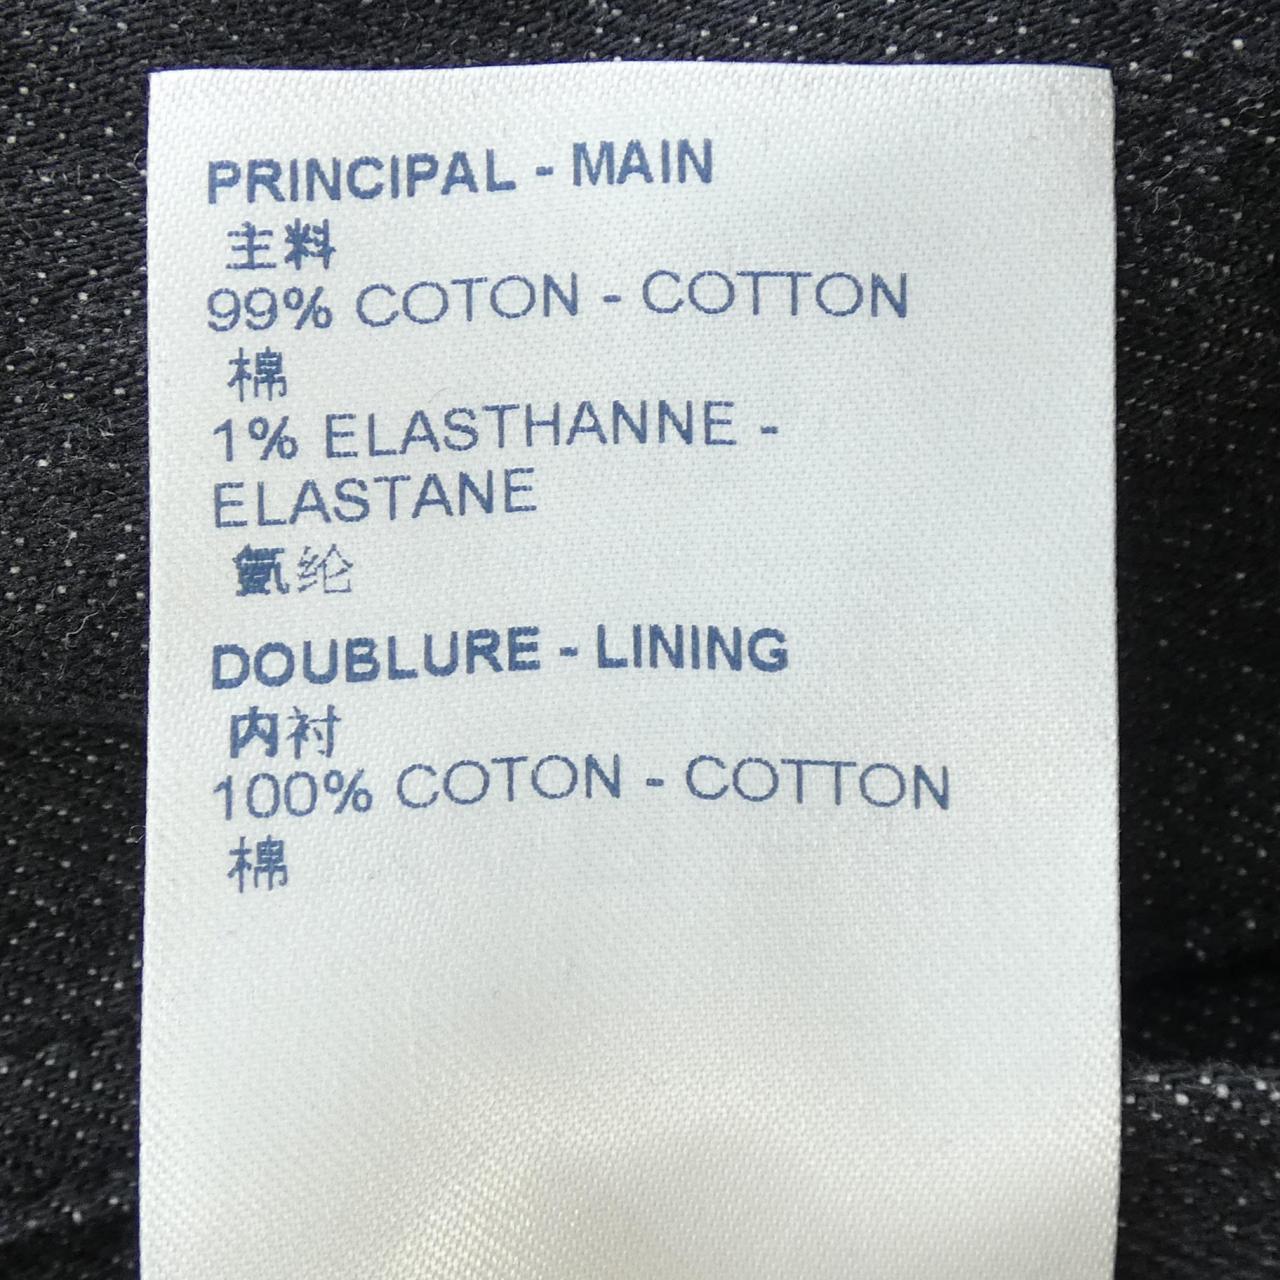 PRINCIPAL - MAIN
主料
99% COTON - COTTON
棉
1% ELASTHANNE -
ELASTANE
氨纶
DOUBLURE - LINING
内衬
100% COTON - COTTON
棉